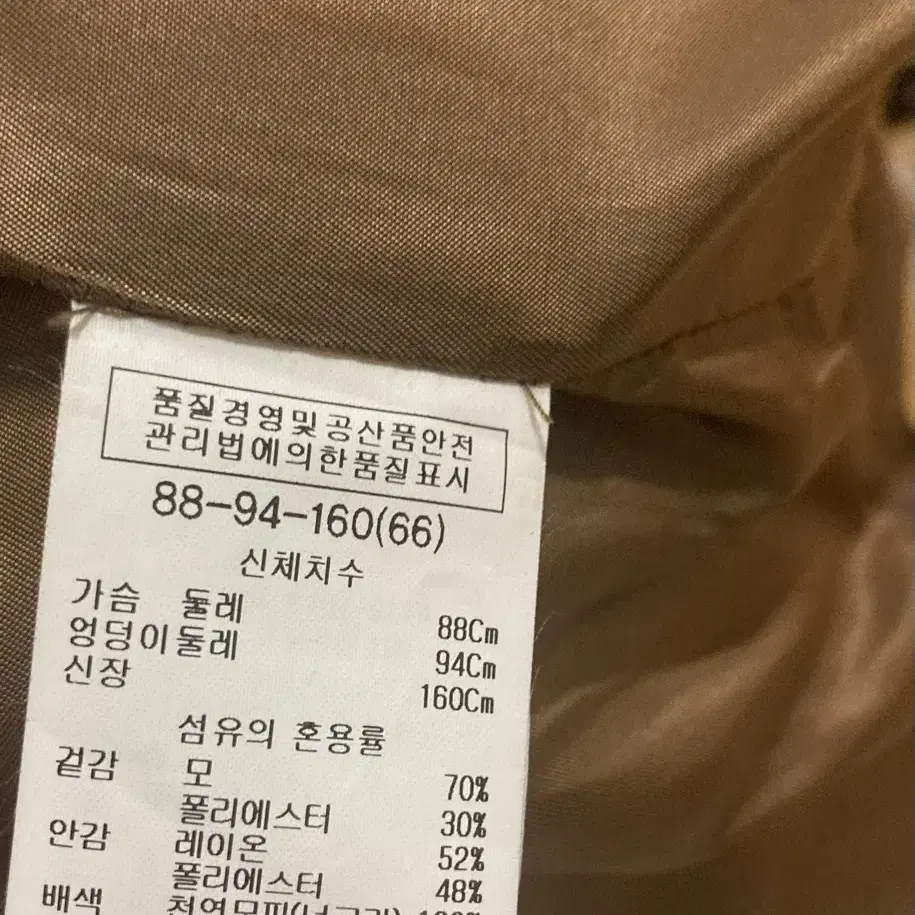 품질경영및공산품안전
관리법에의한품질표시
88-94-160(66)
신체치수
가슴 둘레 88Cm
엉덩이둘레 94Cm
신장 160Cm
섬유의 혼용률
겉감 모 70%
폴리에스터 30%
안감 레이온 52%
폴리에스터 48%
배색